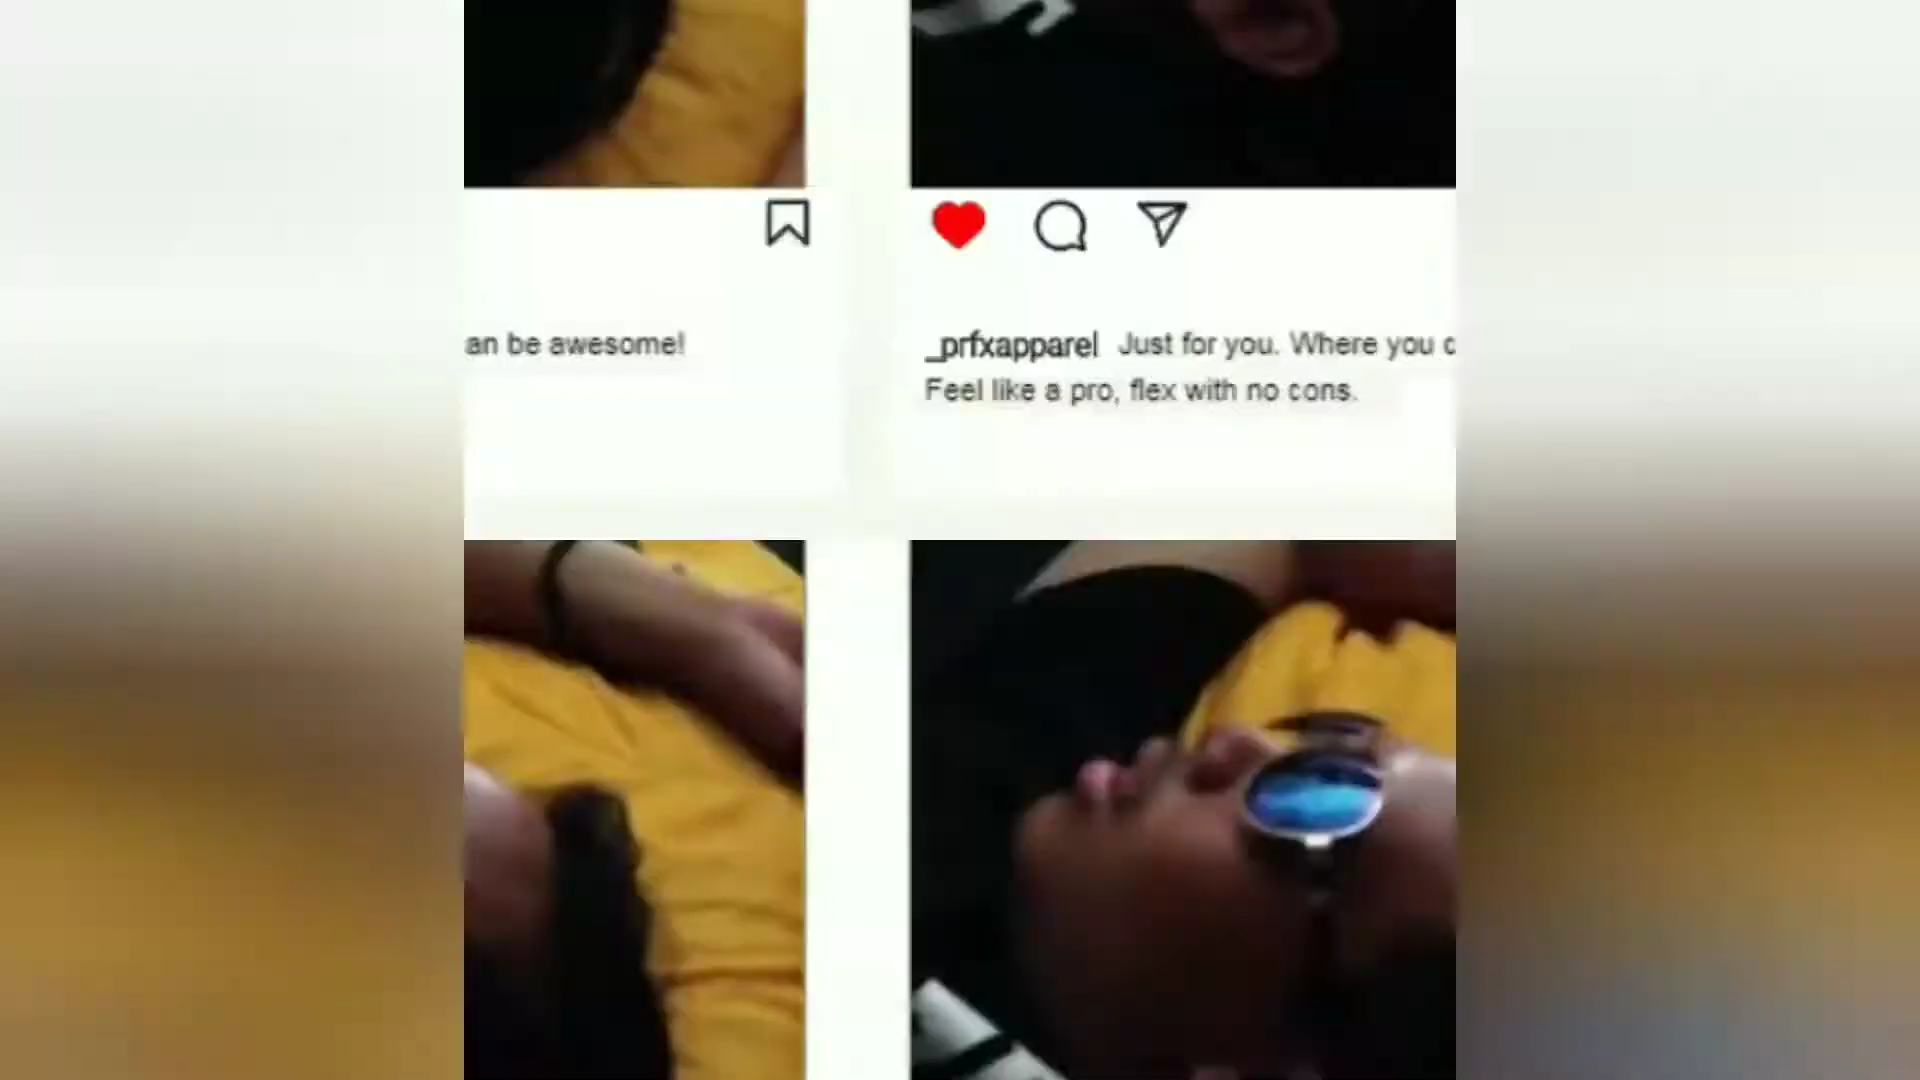 an be awesome!
_prfxapparel Just for you. Where you c
Feel like a pro, flex with no cons.